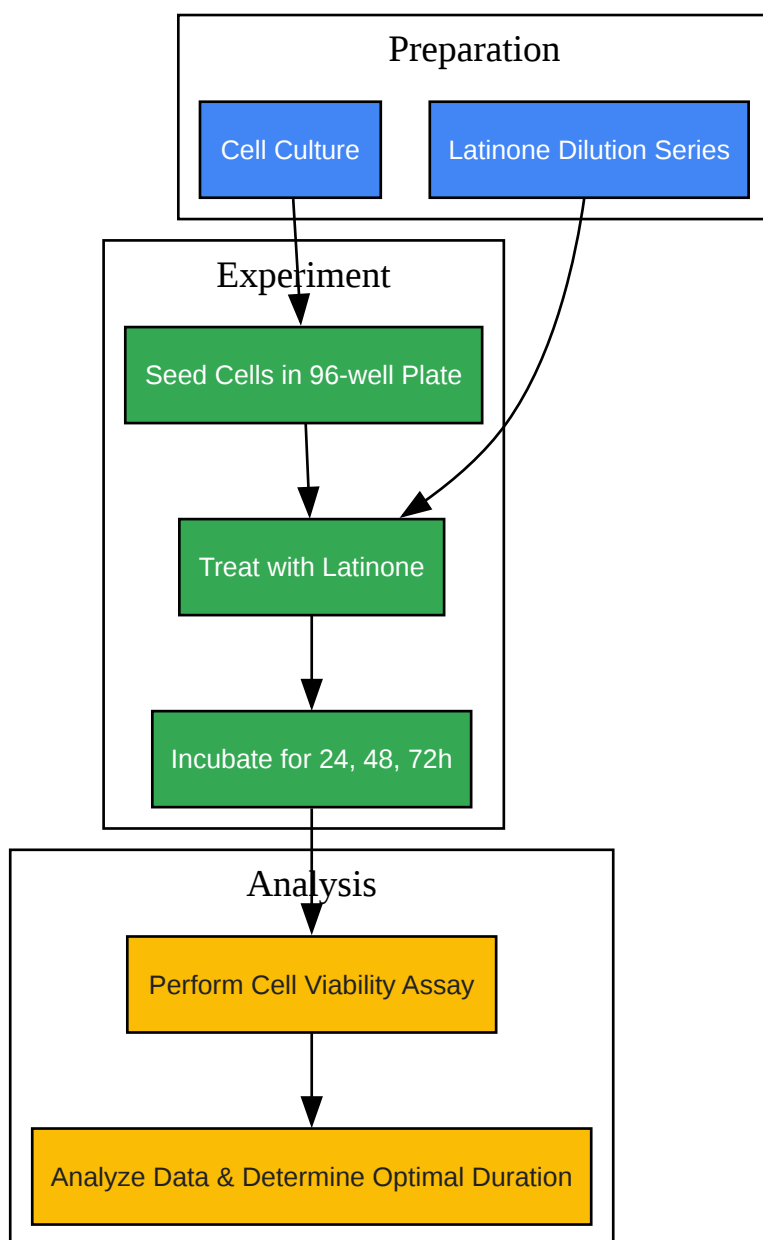 Preparation
Cell Culture
Latinone Dilution Series
Experiment
Seed Cells in 96-well Plate
Treat with Latinone
Incubate for 24, 48, 72h
Analysis
Perform Cell Viability Assay
Analyze Data & Determine Optimal Duration